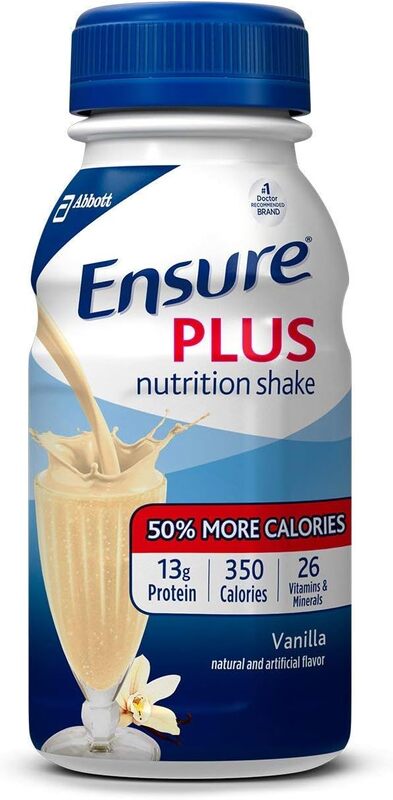 Abbott
#1
Doctor
RECOMMENDED
BRAND
Ensure®
PLUS
nutrition shake
50% MORE CALORIES
13g
Protein
350
Calories
26
Vitamins &
Minerals
Vanilla
natural and artificial flavor